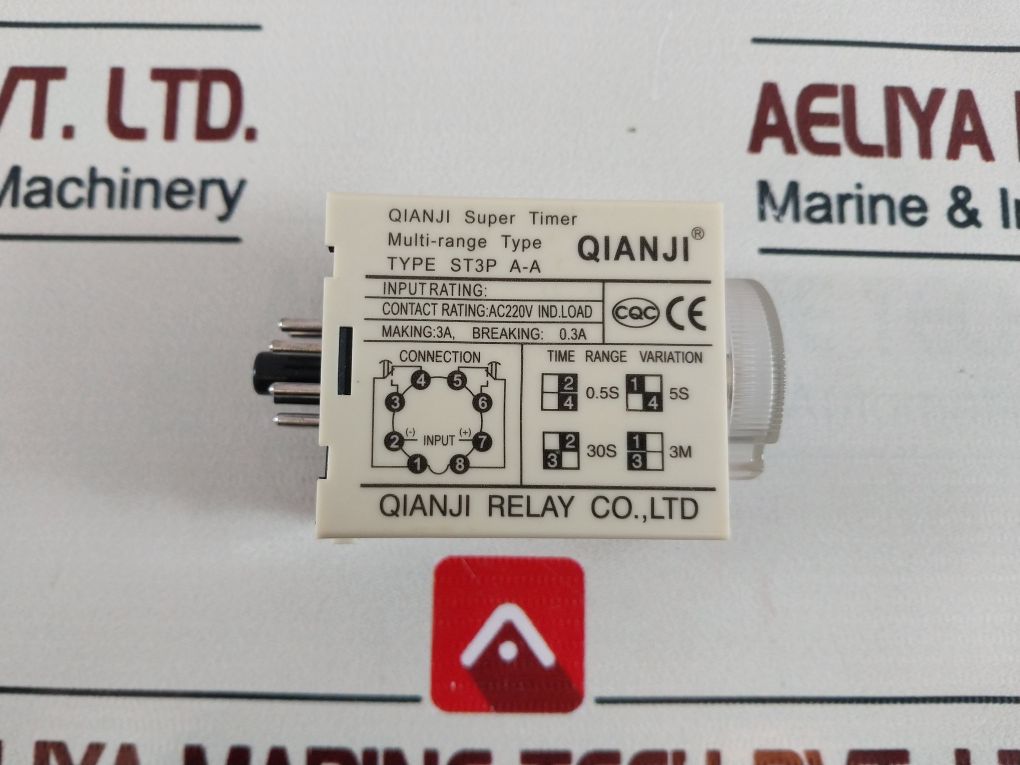 VT. LTD.
Machinery
AELIYA
Marine &
QIANJI Super Timer
Multi-range Type
TYPE ST3P A-A
QIANJI®
INPUT RATING:
CONTACT RATING:AC220V IND.LOAD
MAKING:3A, BREAKING: 0.3A
CQC CE
CONNECTION
4 5
3 6
2 (-) INPUT (+) 7
1 8
TIME RANGE VARIATION
2 4 0.5S 1 4 5S
2 3 30S 1 3 3M
QIANJI RELAY CO.,LTD